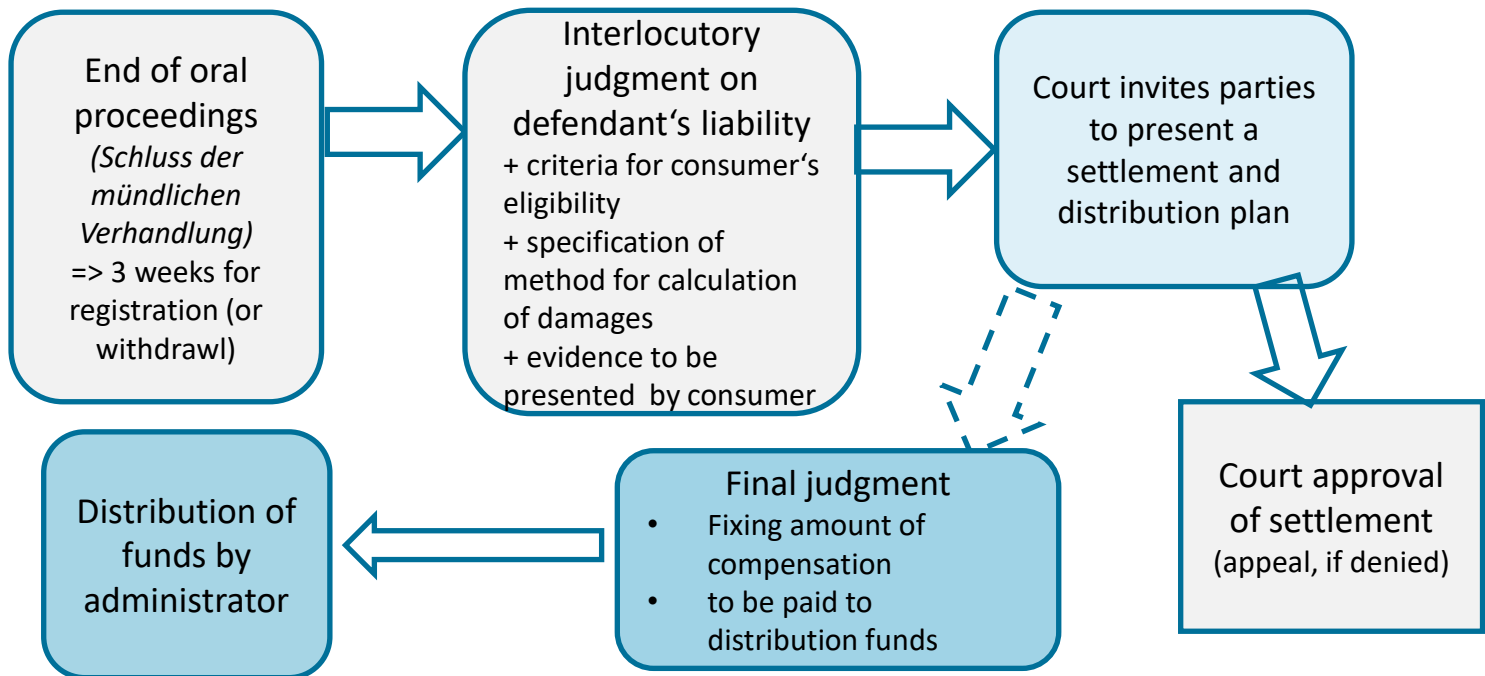 End of oral
proceedings
(Schluss der
mündlichen
Verhandlung)
=> 3 weeks for
registration (or
withdrawl)
Interlocutory
judgment on
defendant‘s liability
+ criteria for consumer‘s
eligibility
+ specification of
method for calculation
of damages
+ evidence to be
presented by consumer
Court invites parties
to present a
settlement and
distribution plan
Court approval
of settlement
(appeal, if denied)
Final judgment
• Fixing amount of
compensation
• to be paid to
distribution funds
Distribution of
funds by
administrator